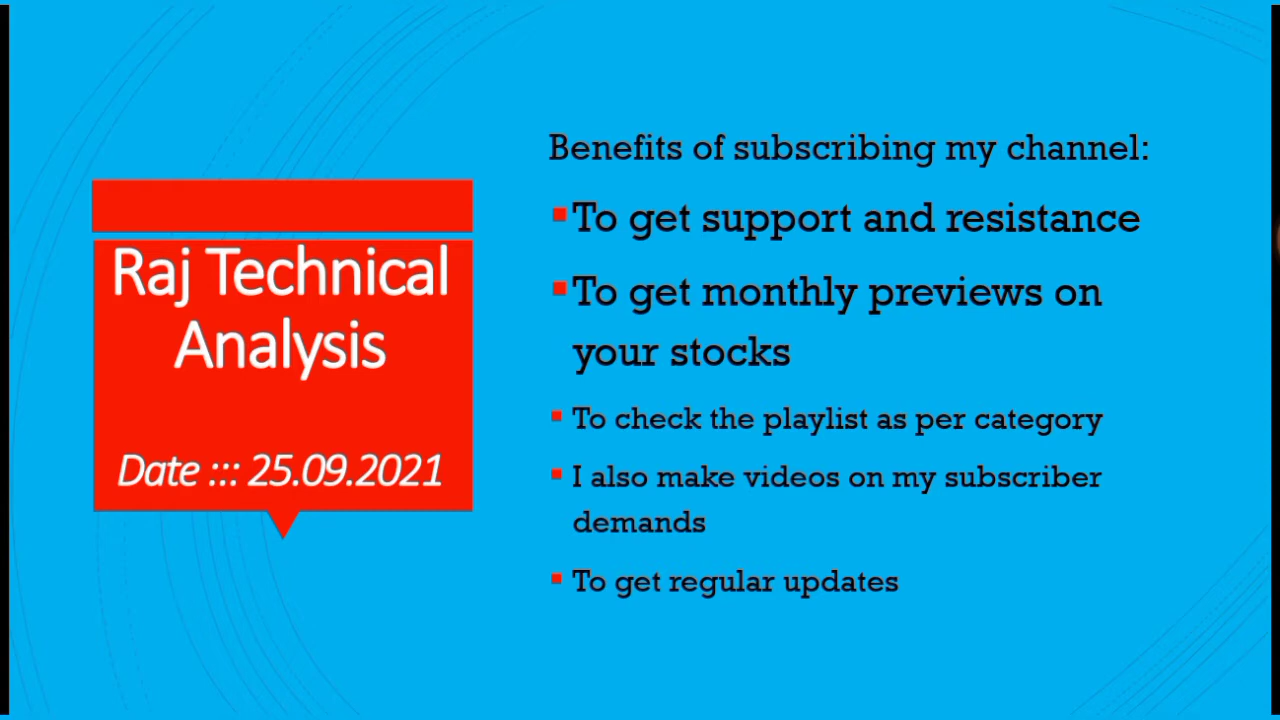 Raj Technical
Analysis
Date ::: 25.09.2021
Benefits of subscribing my channel:
▪To get support and resistance
▪To get monthly previews on
your stocks
▪ To check the playlist as per category
▪ I also make videos on my subscriber
demands
▪ To get regular updates